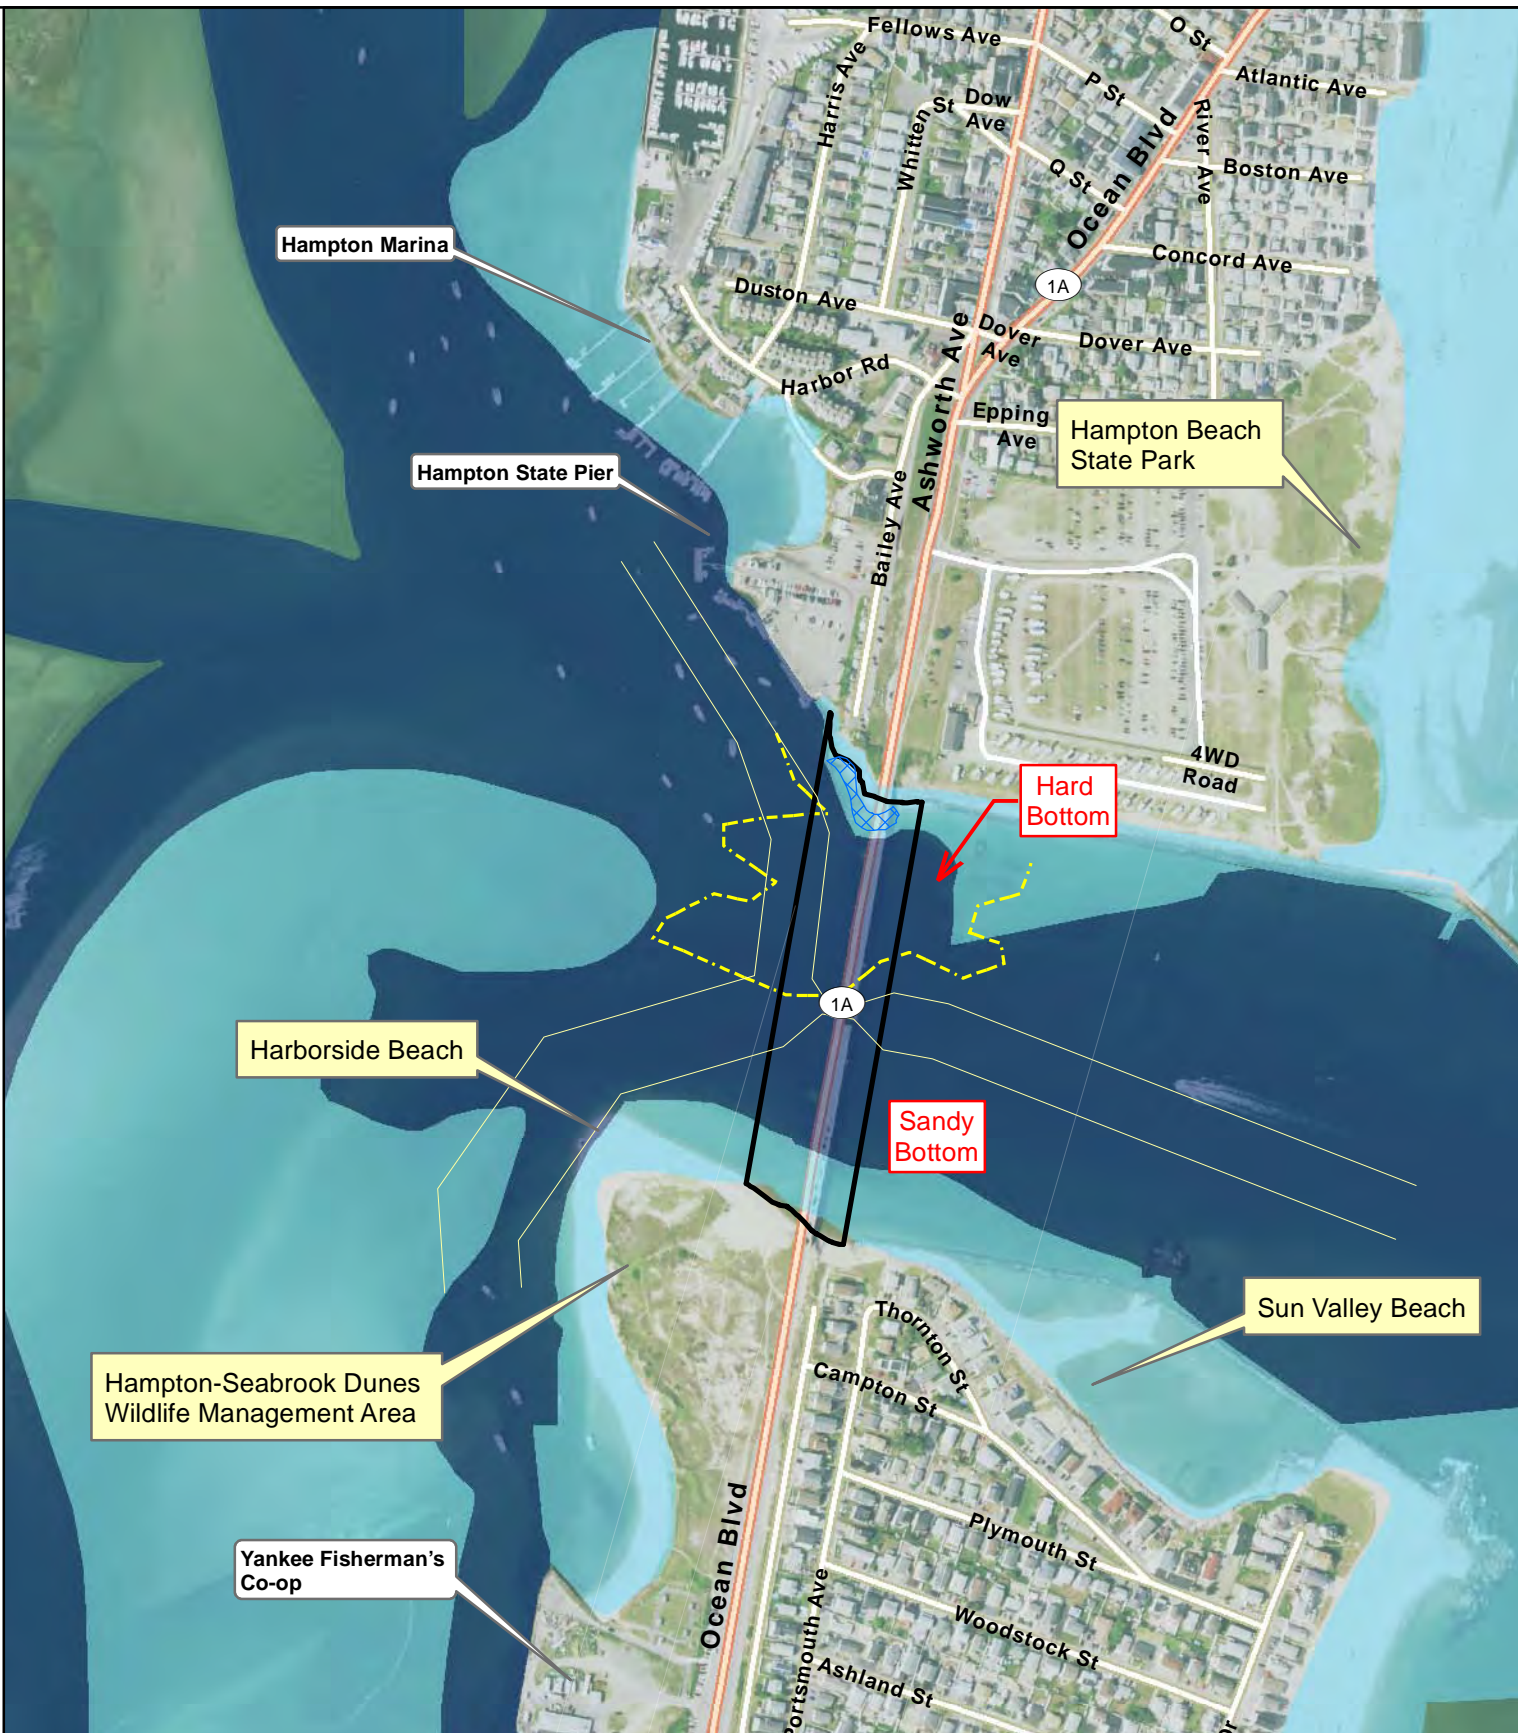 Fellows Ave
O St
Atlantic Ave
Harris Ave
P St
Dow
Ave
Whitten
St
River Ave
Ocean Blvd
Q St
Boston Ave
Hampton Marina
Concord Ave
1A
Duston Ave
Dover
Ave
Dover Ave
Harbor Rd
Ashworth Ave
Epping
Ave
Hampton Beach
State Park
Hampton State Pier
Bailey Ave
4WD
Road
Hard
Bottom
1A
Harborside Beach
Sandy
Bottom
Sun Valley Beach
Thornton St
Hampton-Seabrook Dunes
Wildlife Management Area
Campton St
Ocean Blvd
Plymouth St
Yankee Fisherman's
Co-op
Portsmouth Ave
Woodstock St
Ashland St